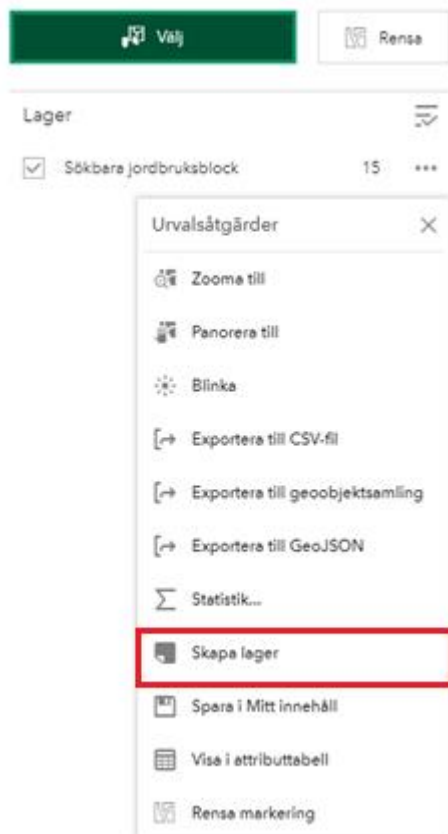 Välj
Rensa
Lager
Sökbara jordbruksblock 15
Urvalsåtgärder
Zooma till
Panorera till
Blinka
Exportera till CSV-fil
Exportera till geoobjektsamling
Exportera till GeoJSON
Statistik...
Skapa lager
Spara i Mitt innehåll
Visa i attributtabell
Rensa markering